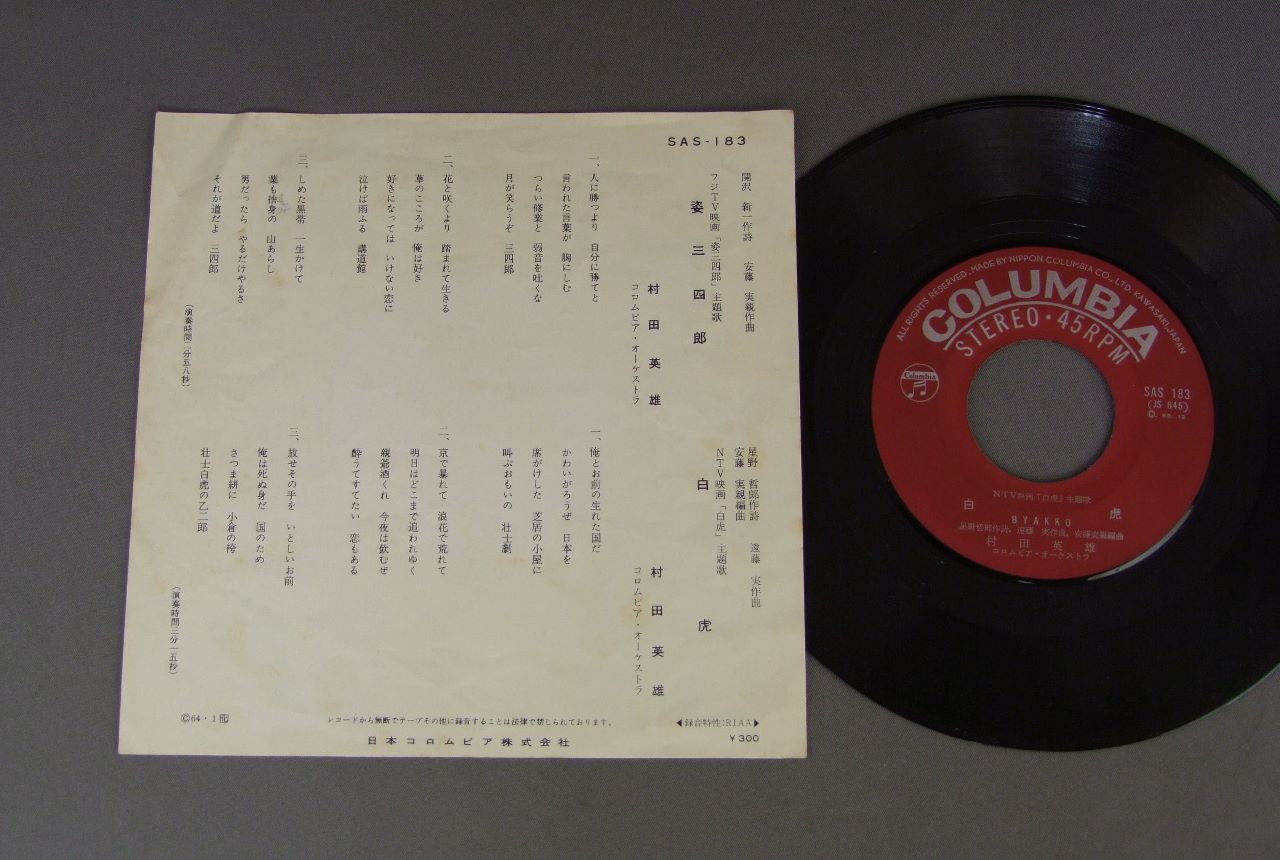 SAS-183
関沢 新一作詩 安藤 実親作曲
フジTV映画「姿三四郎」主題歌
姿三四郎
村田英雄
コロムビア・オーケストラ
一、人に勝つより 自分に勝てと
言われた言葉が 胸にしむ
つらい修業と 弱音を吐くな
月が笑らうぞ 三四郎
二、花と咲くより 踏まれて生きる
草のこころが 俺は好き
好きになっては いけない恋に
泣けば雨ふる 講道館
三、しめた黒帯 一生かけて
葉も捨身の 山あらし
男だったら やるだけやるさ
それが道だよ 三四郎
(演奏時間二分五八秒)
星野 哲郎作詩 遠藤 実作曲
安藤 実親編曲
NTV映画「白虎」主題歌
白虎
村田英雄
コロムビア・オーケストラ
一、俺とお前の生れた国だ
かわいがろうぜ 日本を
席がけした 芝居の小屋に
叫ぶおもいの 壮士劇
二、京で暴れて 浪花で荒れて
明日はどこまで追われゆく
親爺酒くれ 今夜は飲むぜ
酔うてすてたい 恋もある
三、放せその手を いとしいお前
俺は死ぬ身だ 国のため
さつま絣に 小倉の袴
壮士白虎の乙二郎
(演奏時間三分一五秒)
©64・1
レコードから無断でテープその他に録音することは法律で禁じられております。
◀録音特性:RIAA▶
日本コロムビア株式会社
¥300
ALL RIGHTS RESERVED. MADE BY NIPPON COLUMBIA CO., LTD. KAWASAKI, JAPAN
COLUMBIA
STEREO・45RPM
Columbia
SAS 183
(JS 645)
NTV映画「白虎」主題歌
白虎
BYAKKO
星野哲郎作詩、遠藤 実作曲、安藤実親編曲
村田英雄
コロムビア・オーケストラ